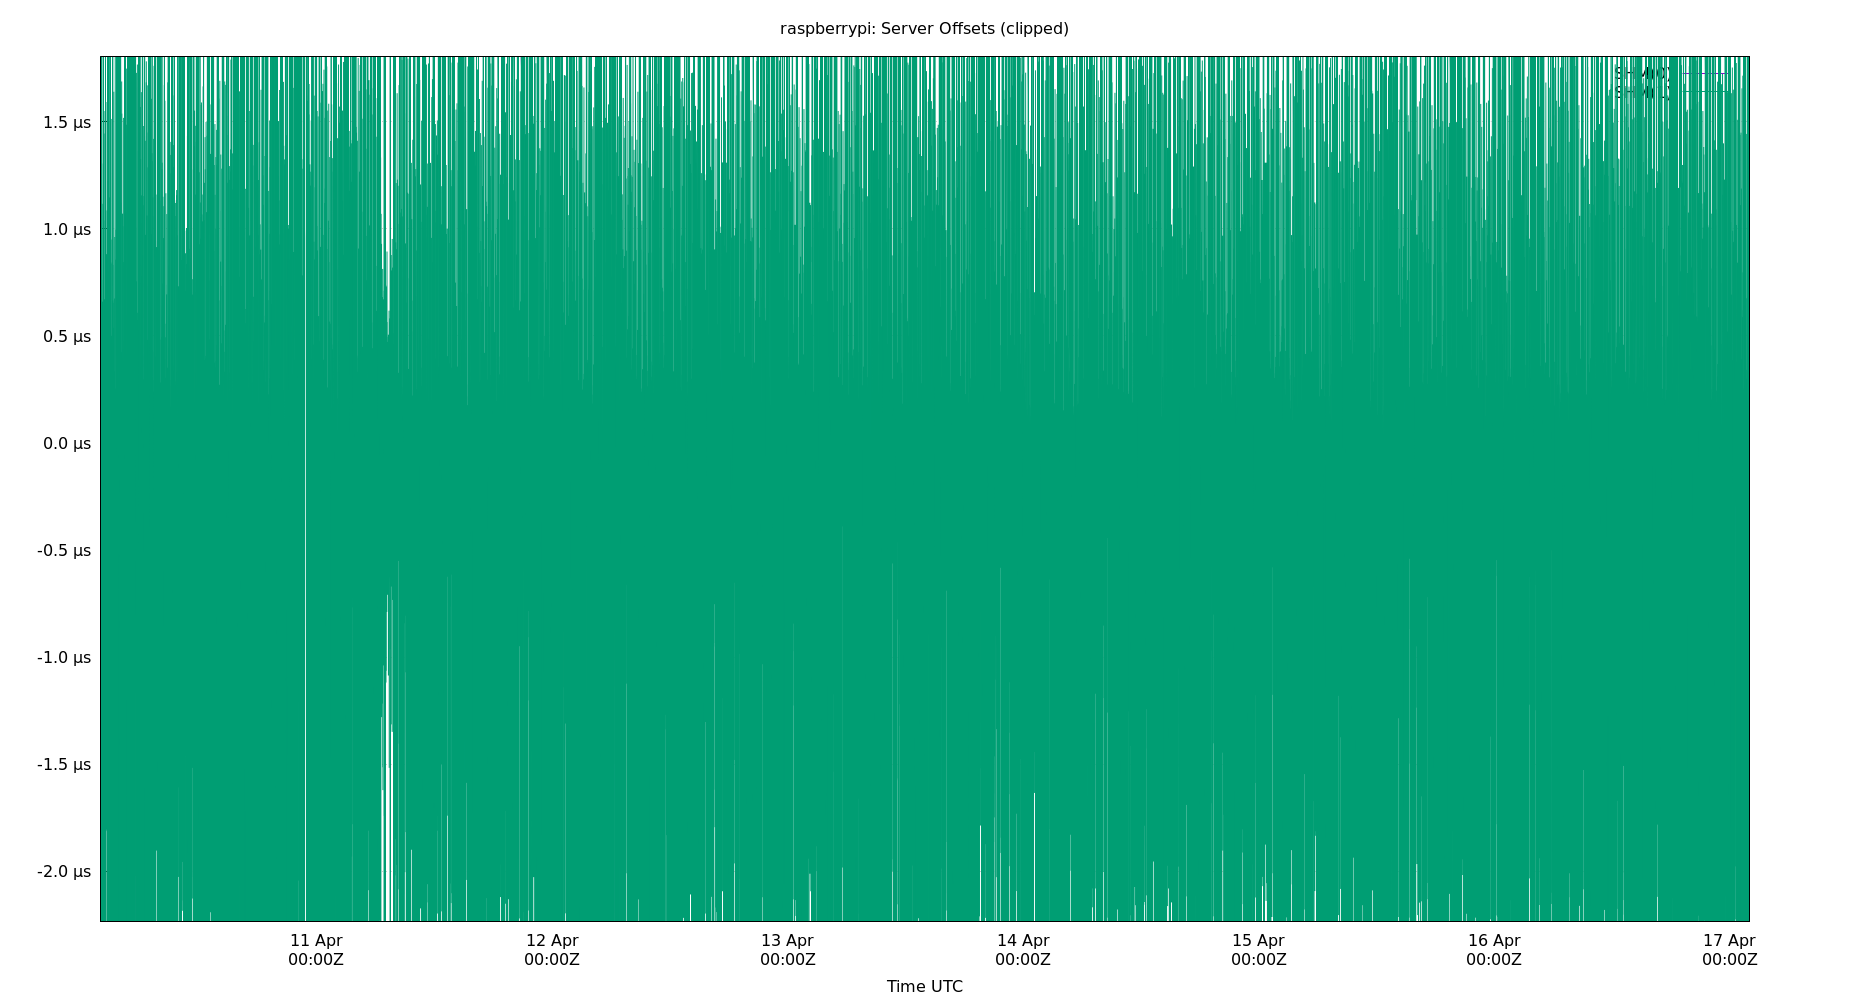 raspberrypi: Server Offsets (clipped)
1.5 µs
1.0 µs
0.5 µs
0.0 µs
-0.5 µs
-1.0 µs
-1.5 µs
-2.0 µs
11 Apr
00:00Z
12 Apr
00:00Z
13 Apr
00:00Z
14 Apr
00:00Z
15 Apr
00:00Z
16 Apr
00:00Z
17 Apr
00:00Z
Time UTC